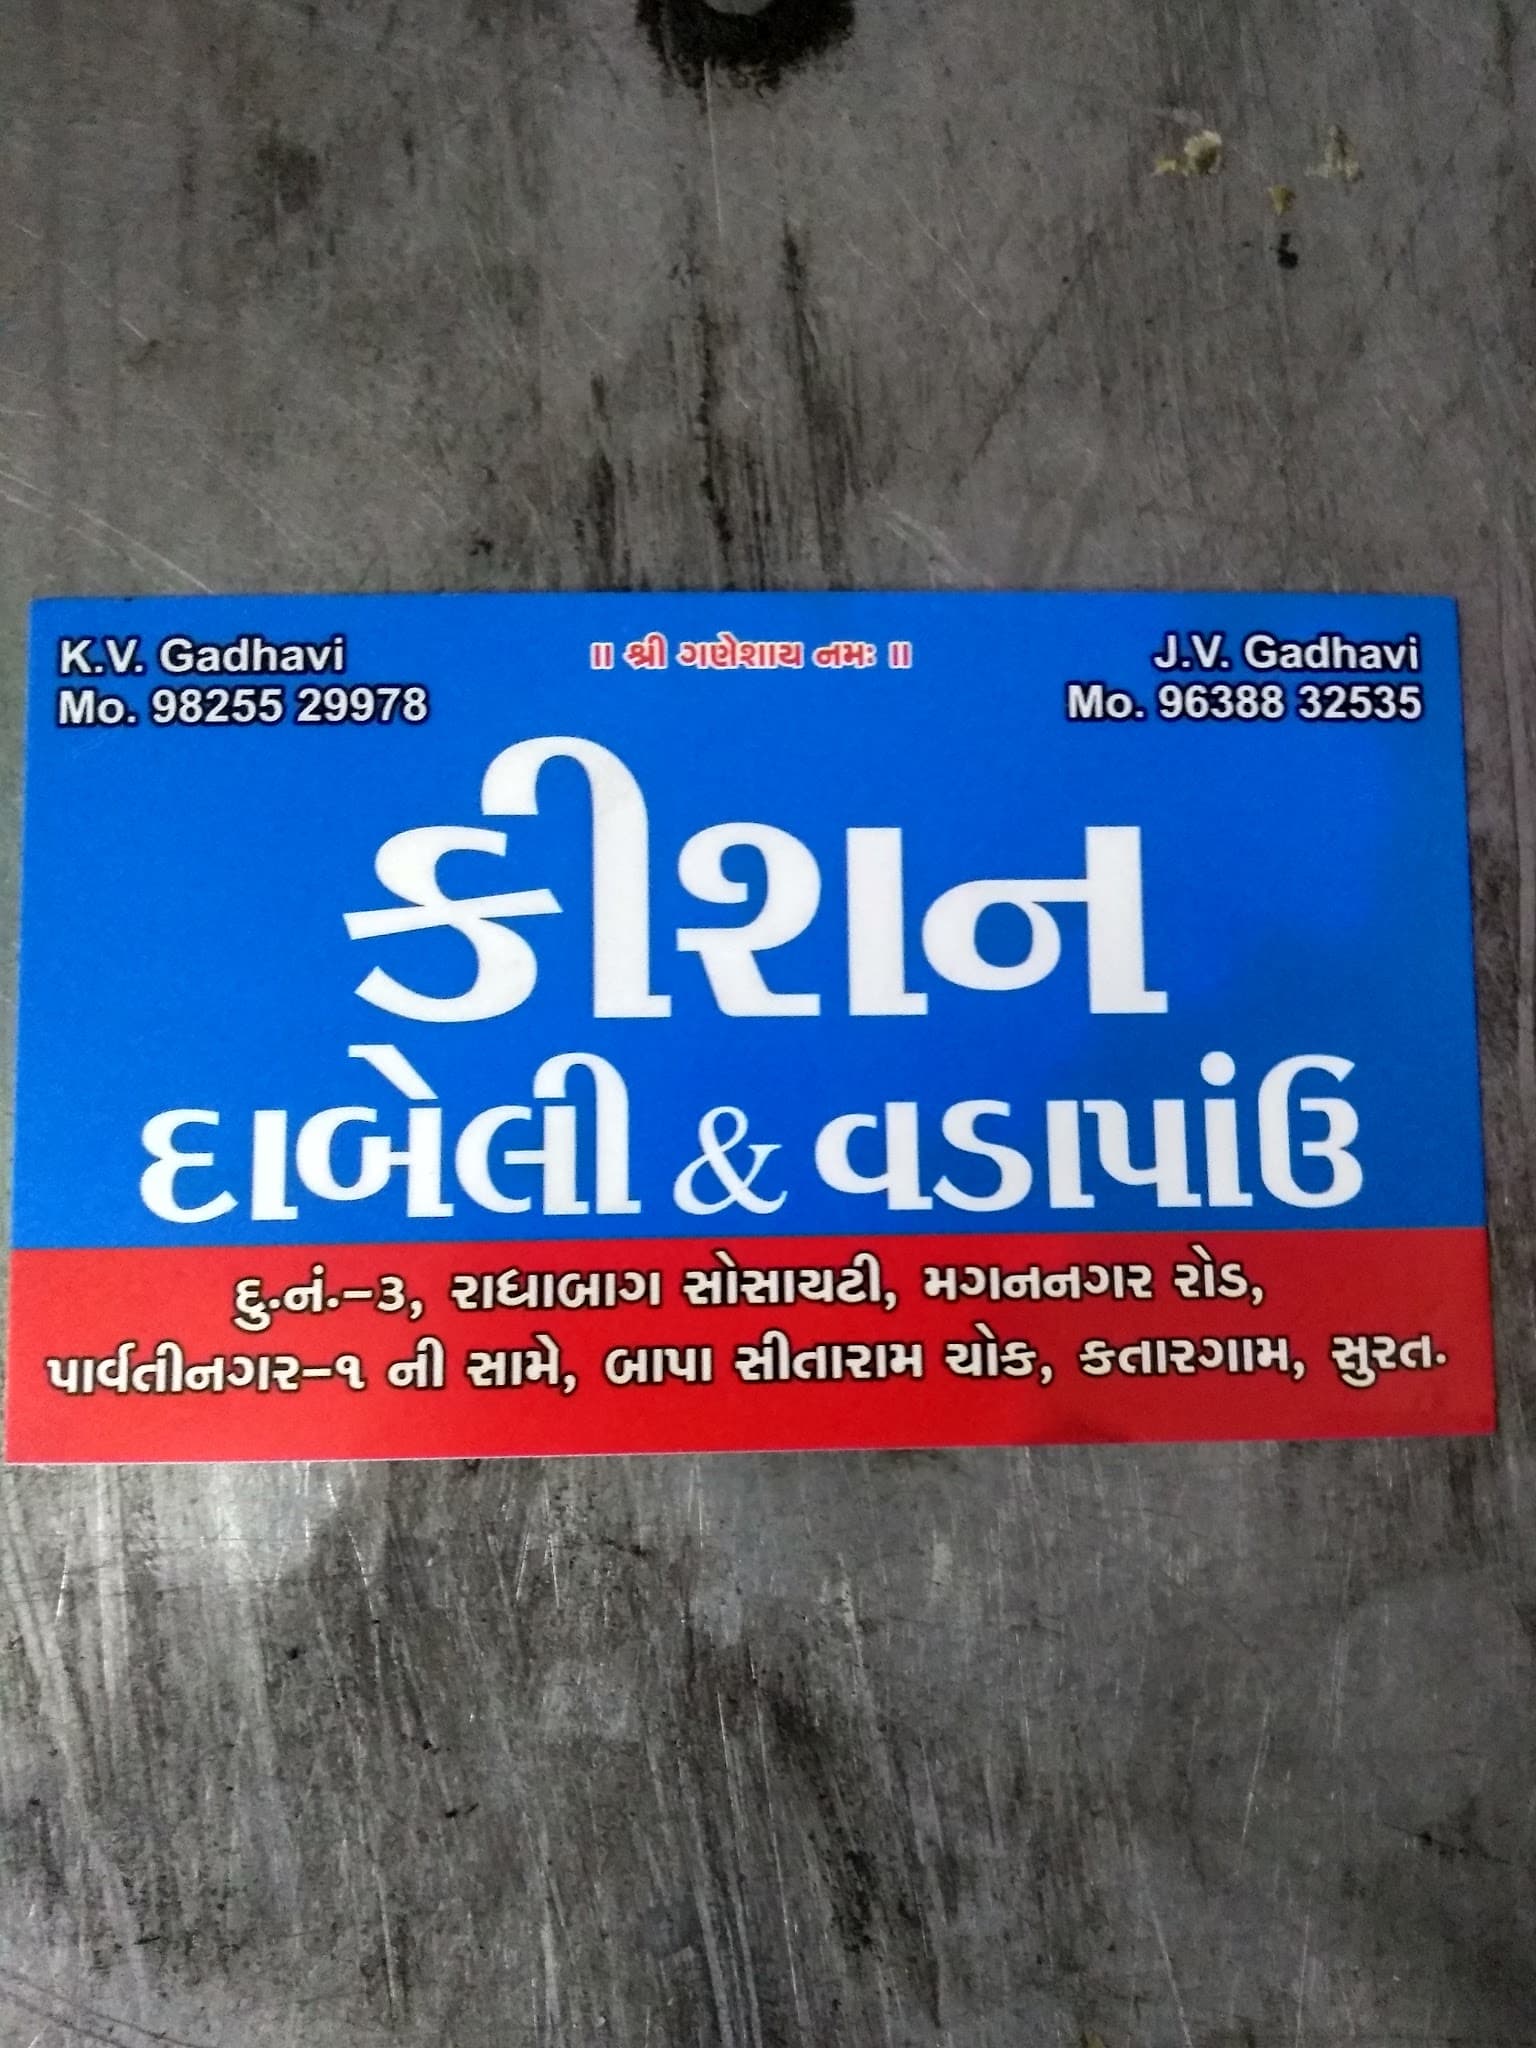 K.V. Gadhavi
Mo. 98255 29978
॥ શ્રી ગણેશાય નમઃ ॥
J.V. Gadhavi
Mo. 96388 32535
કીશન
દાબેલી & વડાપાંઉ
દુ.નં.-૩, રાધાબાગ સોસાયટી, મગનનગર રોડ,
પાર્વતીનગર-૧ ની સામે, બાપા સીતારામ ચોક, કતારગામ, સુરત.